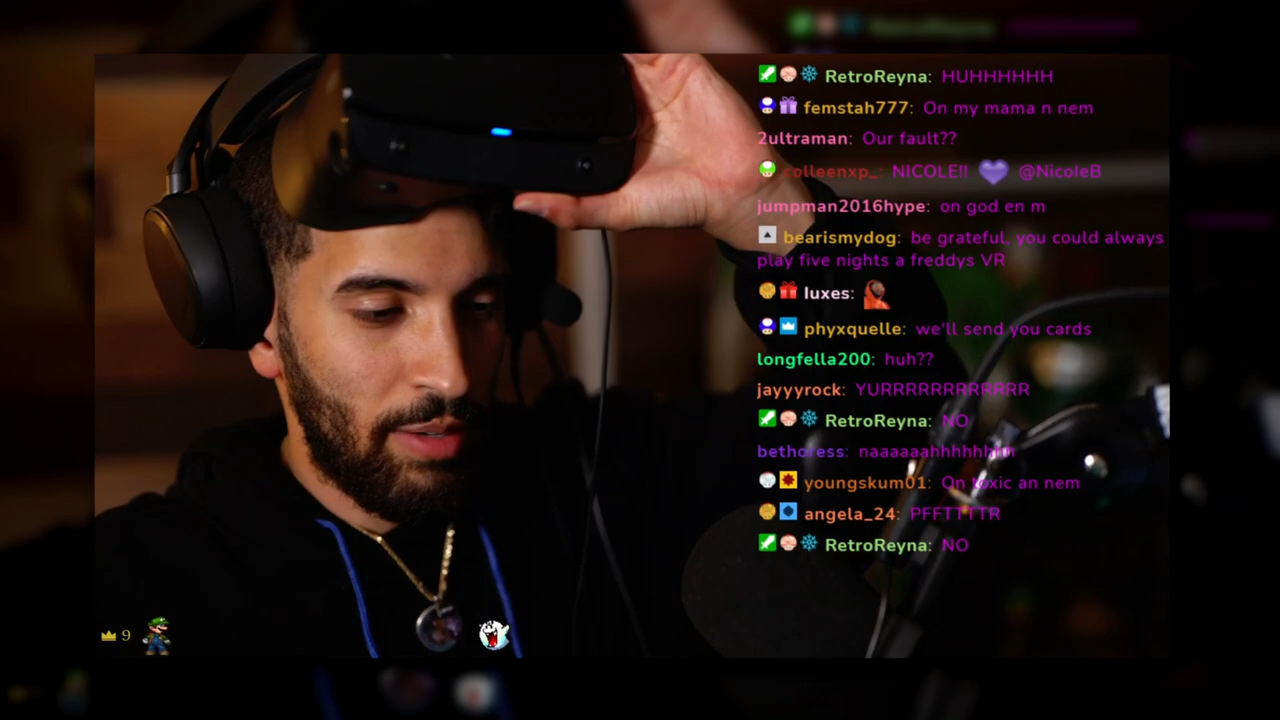 RetroReyna: HUHHHHHH
femstah777: On my mama n nem
2ultraman: Our fault??
colleenxp_: NICOLE!! @NicoleB
jumpman2016hype: on god en m
bearismydog: be grateful, you could always
play five nights a freddys VR
luxes:
phyxquelle: we'll send you cards
longfella200: huh??
jayyyrock: YURRRRRRRRRRRR
RetroReyna: NO
naaaaaahhhhhhhh
youngskum01: On toxic an nem
angela_24: PFFTTTTR
RetroReyna: NO
9